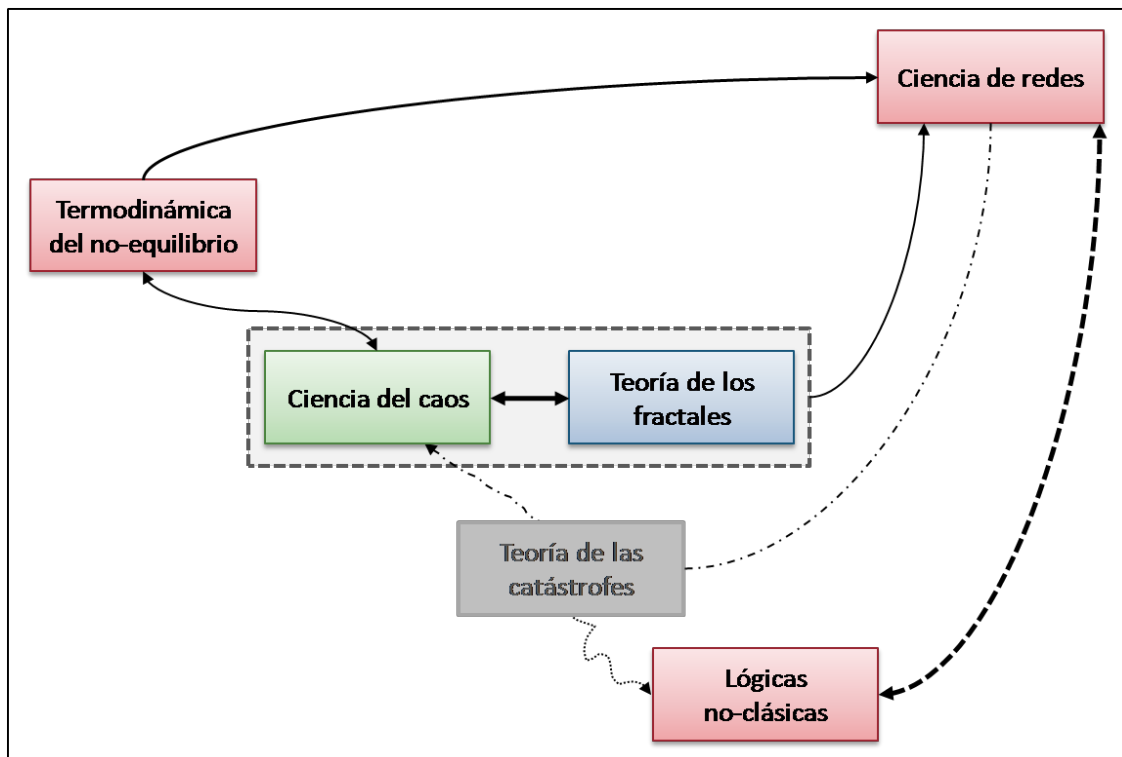 Ciencia de redes
Termodinámica
del no-equilibrio
Ciencia del caos
Teoría de los
fractales
Teoría de las
catástrofes
Lógicas
no-clásicas